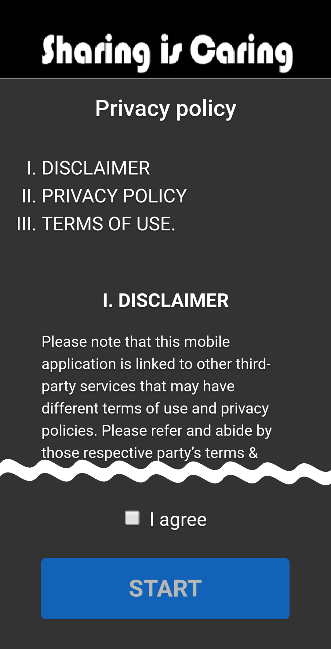 Sharing is Caring
Privacy policy
I. DISCLAIMER
II. PRIVACY POLICY
III. TERMS OF USE.
I. DISCLAIMER
Please note that this mobile
application is linked to other third-
party services that may have
different terms of use and privacy
policies. Please refer and abide by
those respective party's terms &
I agree
START